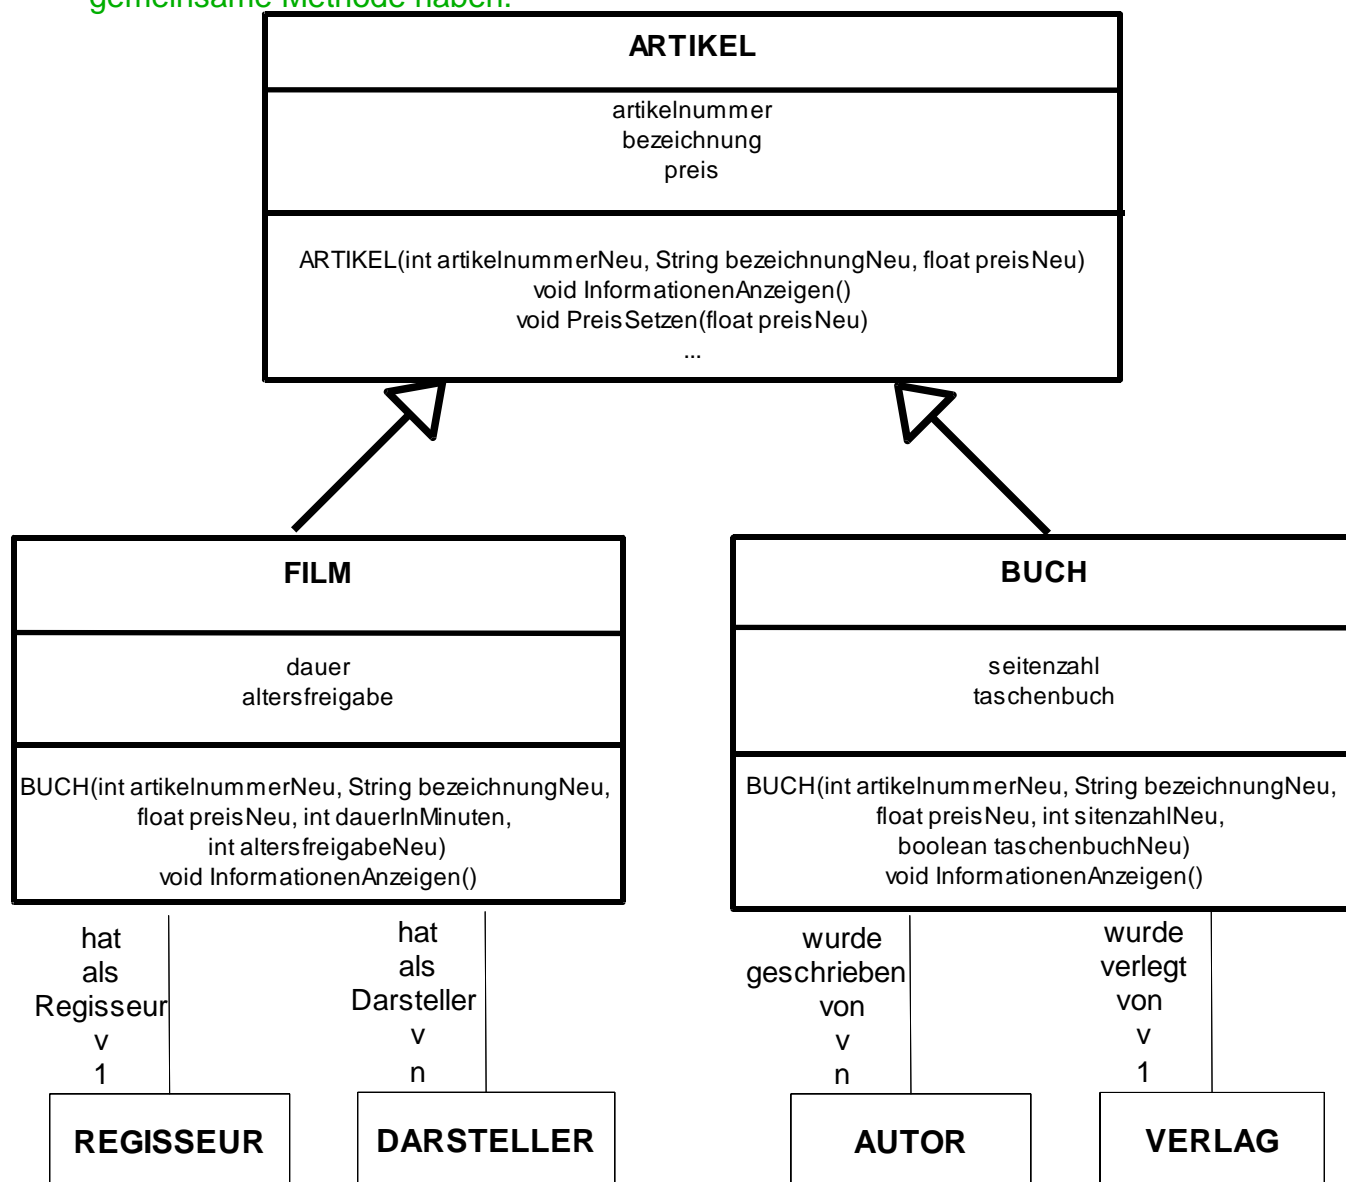 gemeinsame Methode haben.
ARTIKEL
artikelnummer
bezeichnung
preis
ARTIKEL(int artikelnummerNeu, String bezeichnungNeu, float preisNeu)
void InformationenAnzeigen()
void PreisSetzen(float preisNeu)
...
FILM
dauer
altersfreigabe
BUCH(int artikelnummerNeu, String bezeichnungNeu,
float preisNeu, int dauerInMinuten,
int altersfreigabeNeu)
void InformationenAnzeigen()
BUCH
seitenzahl
taschenbuch
BUCH(int artikelnummerNeu, String bezeichnungNeu,
float preisNeu, int sitenzahlNeu,
boolean taschenbuchNeu)
void InformationenAnzeigen()
hat
als
Regisseur
v
1
hat
als
Darsteller
v
n
wurde
geschrieben
von
v
n
wurde
verlegt
von
v
1
REGISSEUR
DARSTELLER
AUTOR
VERLAG